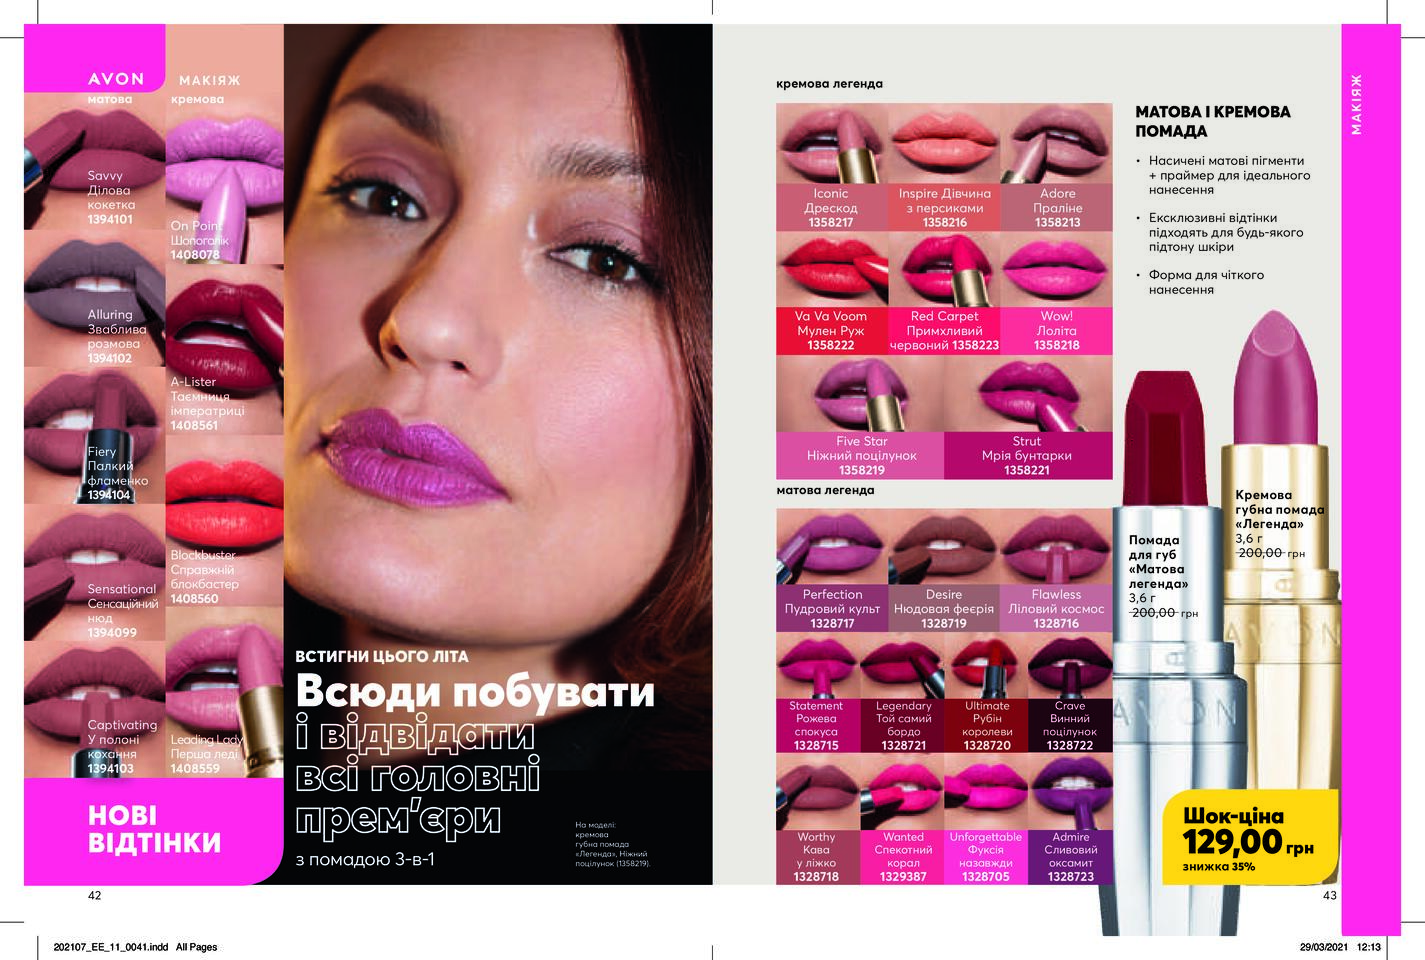 AVON
МАКІЯЖ
матова
кремова
Savvy
Ділова
кокетка
1394101
On Point
Шопоголік
1408078
Alluring
Зваблива
розмова
1394102
A-Lister
Таємниця
імператриці
1408561
Fiery
Палкий
фламенко
1394104
Blockbuster
Справжній
блокбастер
1408560
Sensational
Сенсаційний
нюд
1394099
Captivating
У полоні
кохання
1394103
Leading Lady
Перша леді
1408559
НОВІ
ВІДТІНКИ
42
ВСТИГНИ ЦЬОГО ЛІТА
Всюди побувати
і відвідати
всі головні
прем’єри
з помадою 3-в-1
На моделі:
кремова
губна помада
«Легенда», Ніжний
поцілунок (1358219).
кремова легенда
Iconic
Дрескод
1358217
Inspire Дівчина
з персиками
1358216
Adore
Праліне
1358213
Va Va Voom
Мулен Руж
1358222
Red Carpet
Примхливий
червоний 1358223
Wow!
Лоліта
1358218
Five Star
Ніжний поцілунок
1358219
Strut
Мрія бунтарки
1358221
матова легенда
Perfection
Пудровий культ
1328717
Desire
Нюдовая феєрія
1328719
Flawless
Ліловий космос
1328716
Statement
Рожева
спокуса
1328715
Legendary
Той самий
бордо
1328721
Ultimate
Рубін
королеви
1328720
Crave
Винний
поцілунок
1328722
Worthy
Кава
у ліжко
1328718
Wanted
Спекотний
корал
1329387
Unforgettable
Фуксія
назавжди
1328705
Admire
Сливовий
оксамит
1328723
МАТОВА І КРЕМОВА
ПОМАДА
• Насичені матові пігменти
+ праймер для ідеального
нанесення
• Ексклюзивні відтінки
підходять для будь-якого
підтону шкіри
• Форма для чіткого
нанесення
Кремова
губна помада
«Легенда»
3,6 г
200,00 грн
Помада
для губ
«Матова
легенда»
3,6 г
200,00 грн
AVON
AVON
Шок-ціна
129,00 грн
знижка 35%
МАКІЯЖ
43
202107_EE_11_0041.indd All Pages
29/03/2021 12:13